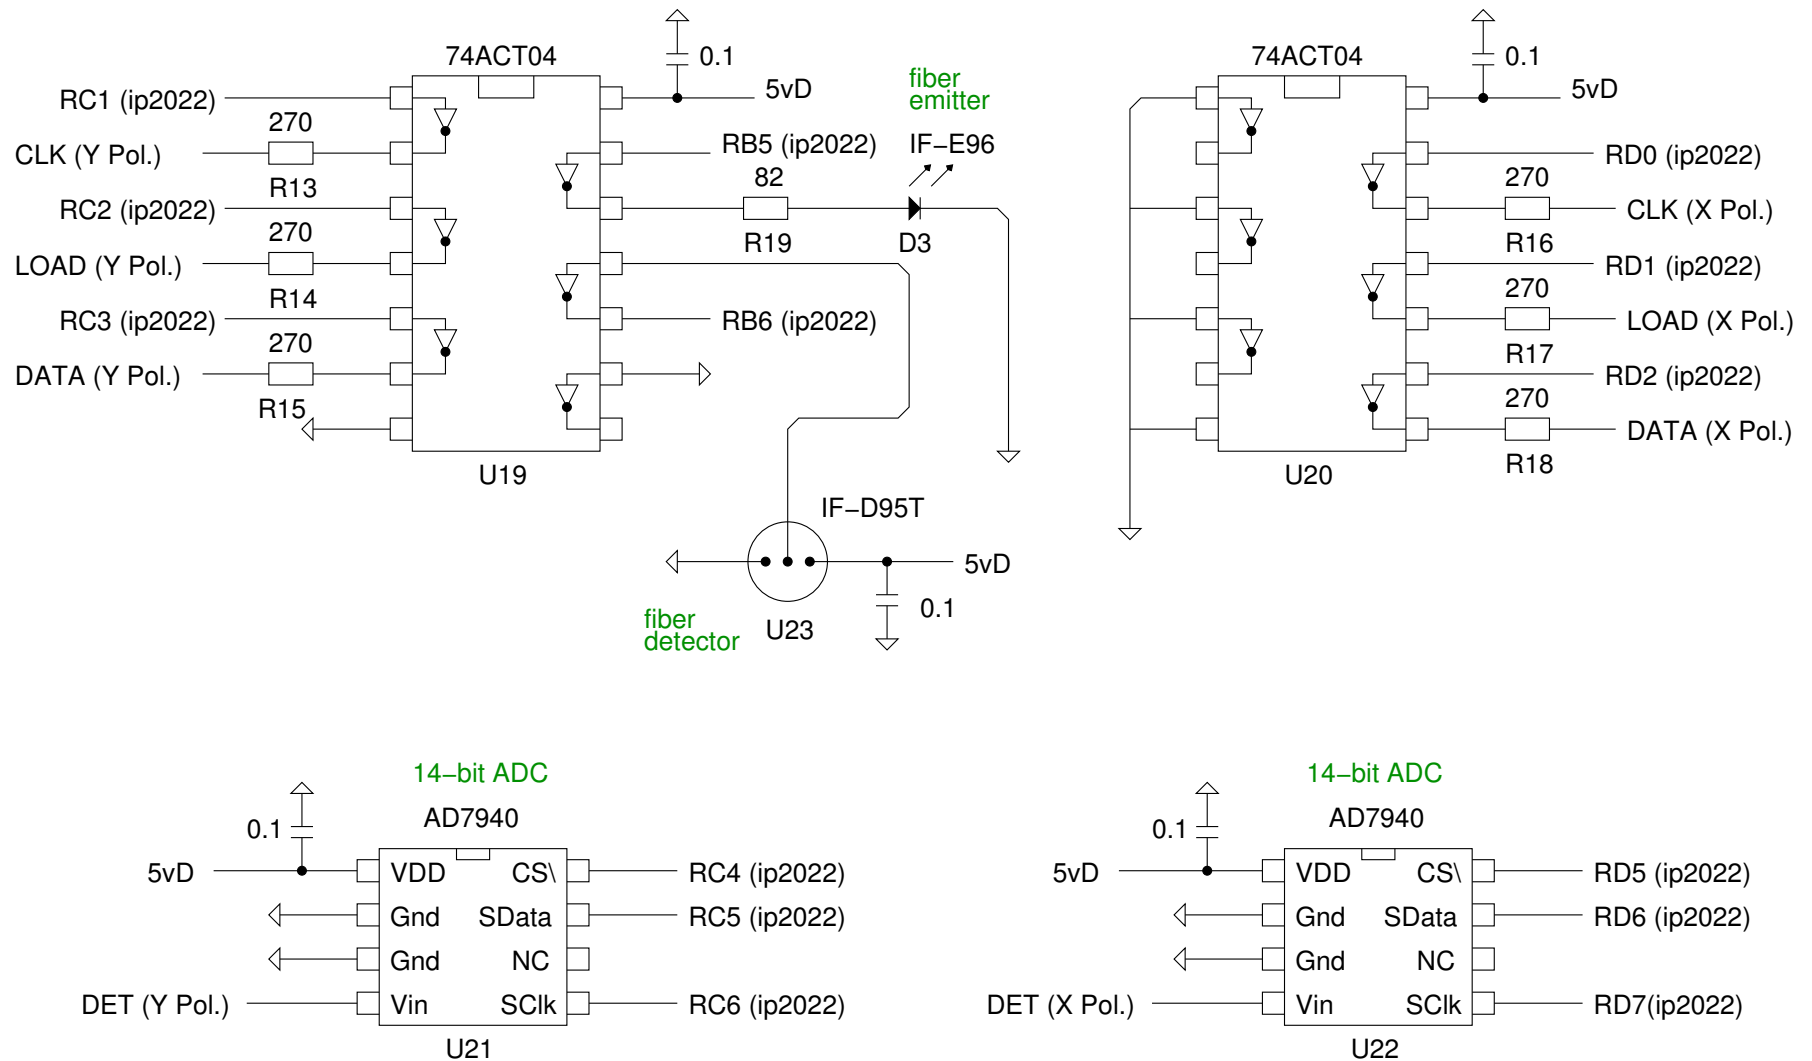 74ACT04
0.1
5vD
RC1 (ip2022)
270
CLK (Y Pol.)
R13
RC2 (ip2022)
270
LOAD (Y Pol.)
R14
RC3 (ip2022)
270
DATA (Y Pol.)
R15
U19
RB5 (ip2022)
82
R19
fiber
emitter
IF−E96
D3
RB6 (ip2022)
IF−D95T
5vD
0.1
U23
fiber
detector
74ACT04
0.1
5vD
RD0 (ip2022)
270
CLK (X Pol.)
R16
RD1 (ip2022)
270
LOAD (X Pol.)
R17
RD2 (ip2022)
270
DATA (X Pol.)
R18
U20
14−bit ADC
AD7940
0.1
5vD
VDD CS\ RC4 (ip2022)
Gnd SData RC5 (ip2022)
Gnd NC
DET (Y Pol.) Vin SClk RC6 (ip2022)
U21
14−bit ADC
AD7940
0.1
5vD
VDD CS\ RD5 (ip2022)
Gnd SData RD6 (ip2022)
Gnd NC
DET (X Pol.) Vin SClk RD7(ip2022)
U22